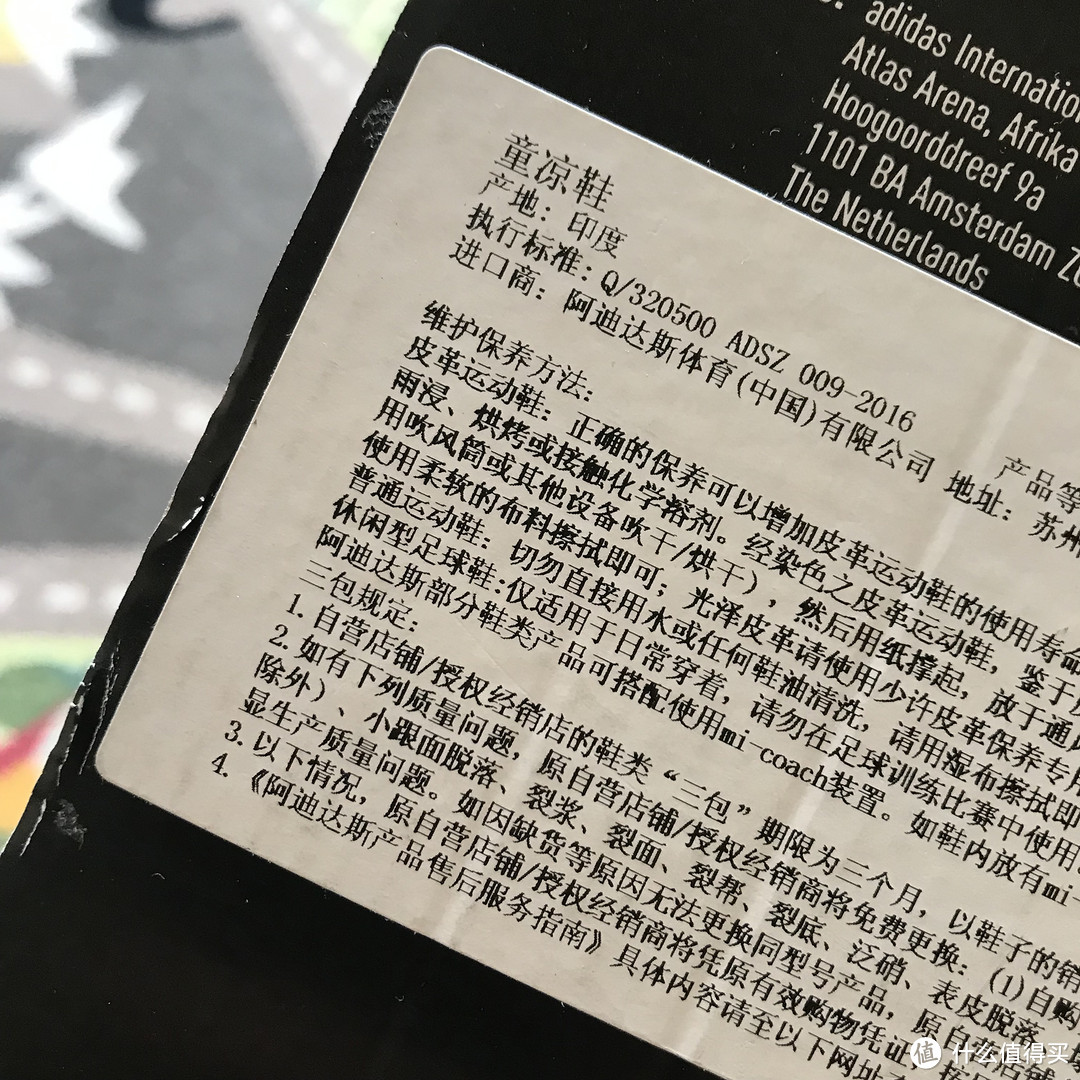 adidas Internatio
Atlas Arena, Afrika
Hoogoorddreef 9a
1101 BA Amsterdam Z
The Netherlands
童凉鞋
产地：印度
执行标准：Q/320500 ADSZ 009-2016
产品等
进口商：阿迪达斯体育(中国)有限公司 地址：苏州
维护保养方法：
皮革运动鞋：正确的保养可以增加皮革运动鞋的使用寿命
雨浸、烘烤或接触化学溶剂。经染色之皮革运动鞋，鉴于
用吹风筒或其他设备吹干/烘干)，然后用纸撑起，放于通风
使用柔软的布料擦拭即可；光泽皮革请使用少许皮革保养专用
普通运动鞋：切勿直接用水或任何鞋油清洗，请用湿布擦拭即
休闲型足球鞋:仅适用于日常穿着，请勿在足球训练比赛中使用
阿迪达斯部分鞋类产品可搭配使用mi-coach装置。如鞋内放有mi-
三包规定：
1. 自营店铺/授权经销店的鞋类“三包”期限为三个月，以鞋子的销
2. 如有下列质量问题，原自营店铺/授权经销商将免费更换：(1)自购
除外)、小跟面脱落、裂浆、裂面、裂帮、裂底、泛硝、表皮脱落
显生产质量问题。如因缺货等原因无法更换同型号产品，原自营店铺
3. 以下情况，原自营店铺/授权经销商将凭原有效购物凭证
4. 《阿迪达斯产品售后服务指南》具体内容请至以下网址
值 什么值得买